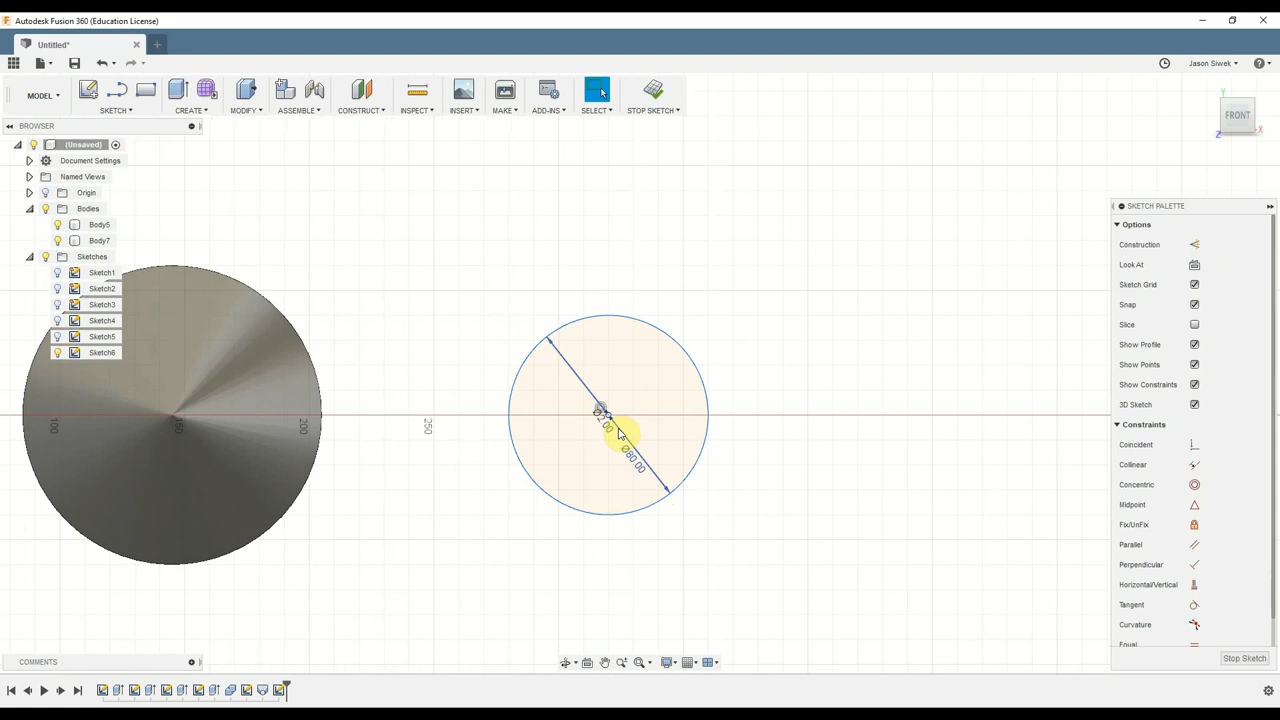 Autodesk Fusion 360 (Education License)
Untitled*
Jason Siwek
MODEL
SKETCH
CREATE
MODIFY
ASSEMBLE
CONSTRUCT
INSPECT
INSERT
MAKE
ADD-INS
SELECT
STOP SKETCH
Y
FRONT
X
Z
BROWSER
(Unsaved)
Document Settings
Named Views
Origin
Bodies
Body5
Body7
Sketches
Sketch1
Sketch2
Sketch3
Sketch4
Sketch5
Sketch6
100
150
200
250
Ø2.00
Ø80.00
SKETCH PALETTE
Options
Construction
Look At
Sketch Grid
Snap
Slice
Show Profile
Show Points
Show Constraints
3D Sketch
Constraints
Coincident
Collinear
Concentric
Midpoint
Fix/UnFix
Parallel
Perpendicular
Horizontal/Vertical
Tangent
Curvature
Equal
Stop Sketch
COMMENTS